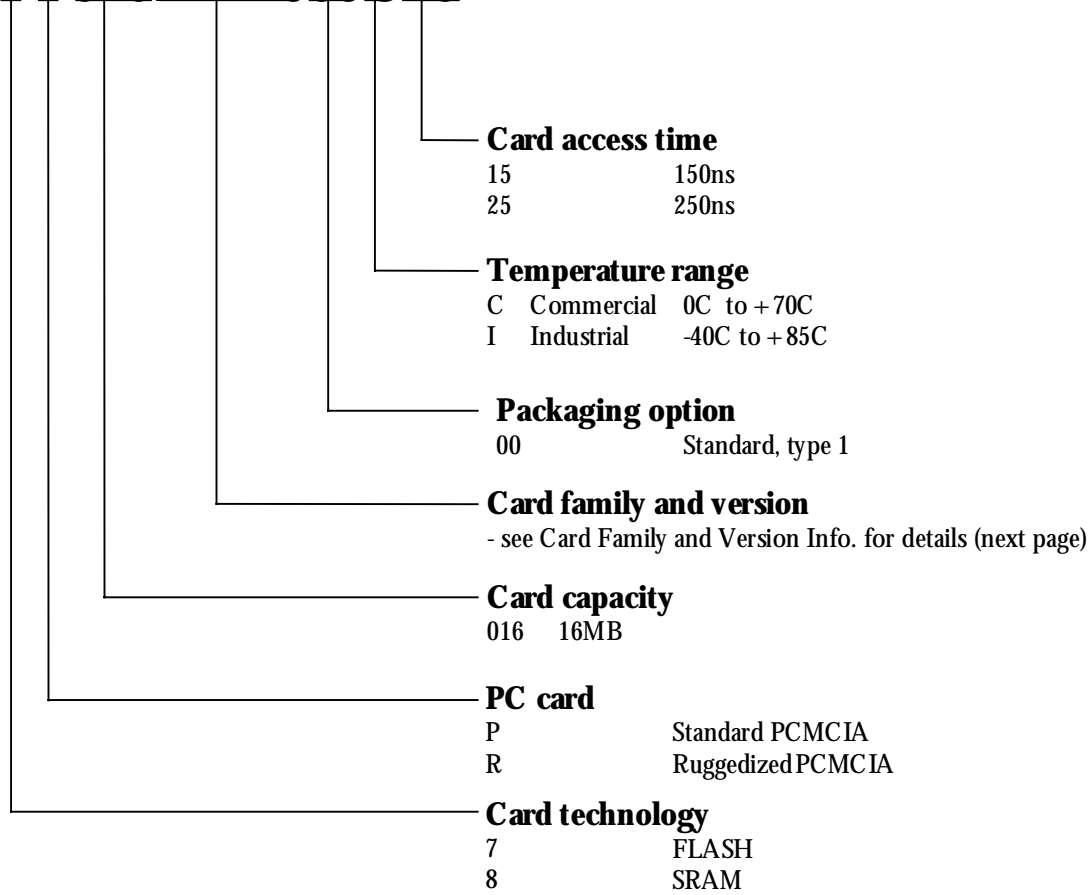 Card access time
15 150ns
25 250ns
Temperature range
C Commercial 0C to +70C
I Industrial -40C to +85C
Packaging option
00 Standard, type 1
Card family and version
- see Card Family and Version Info. for details (next page)
Card capacity
016 16MB
PC card
P Standard PCMCIA
R Ruggedized PCMCIA
Card technology
7 FLASH
8 SRAM